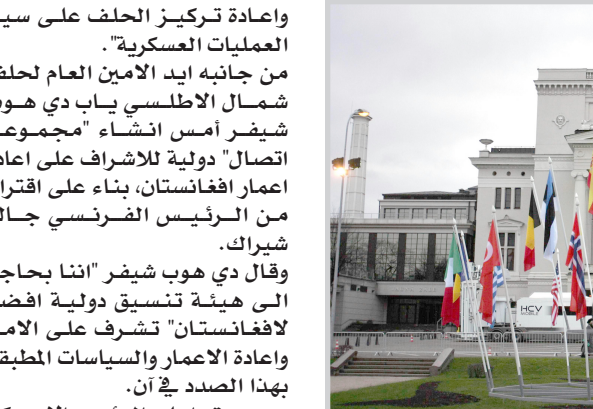 واعادة تركيز الحلف على
العمليات العسكرية".
من جانبه ايد الامين العام لحلف
شمال الاطلسي ياب دي هوب
شيفر أمس انشاء "مجموعة
اتصال" دولية للاشراف على اعادة
اعمار افغانستان، بناء على
من الرئيس الفرنسي جاك
شيراك.
وقال دي هوب شيفر "اننا بحاجة
الى هيئة تنسيق دولية افضل
لافغانستان" تشرف على
واعادة الاعمار والسياسات المطبقة
بهذا الصدد في آن.
HCV